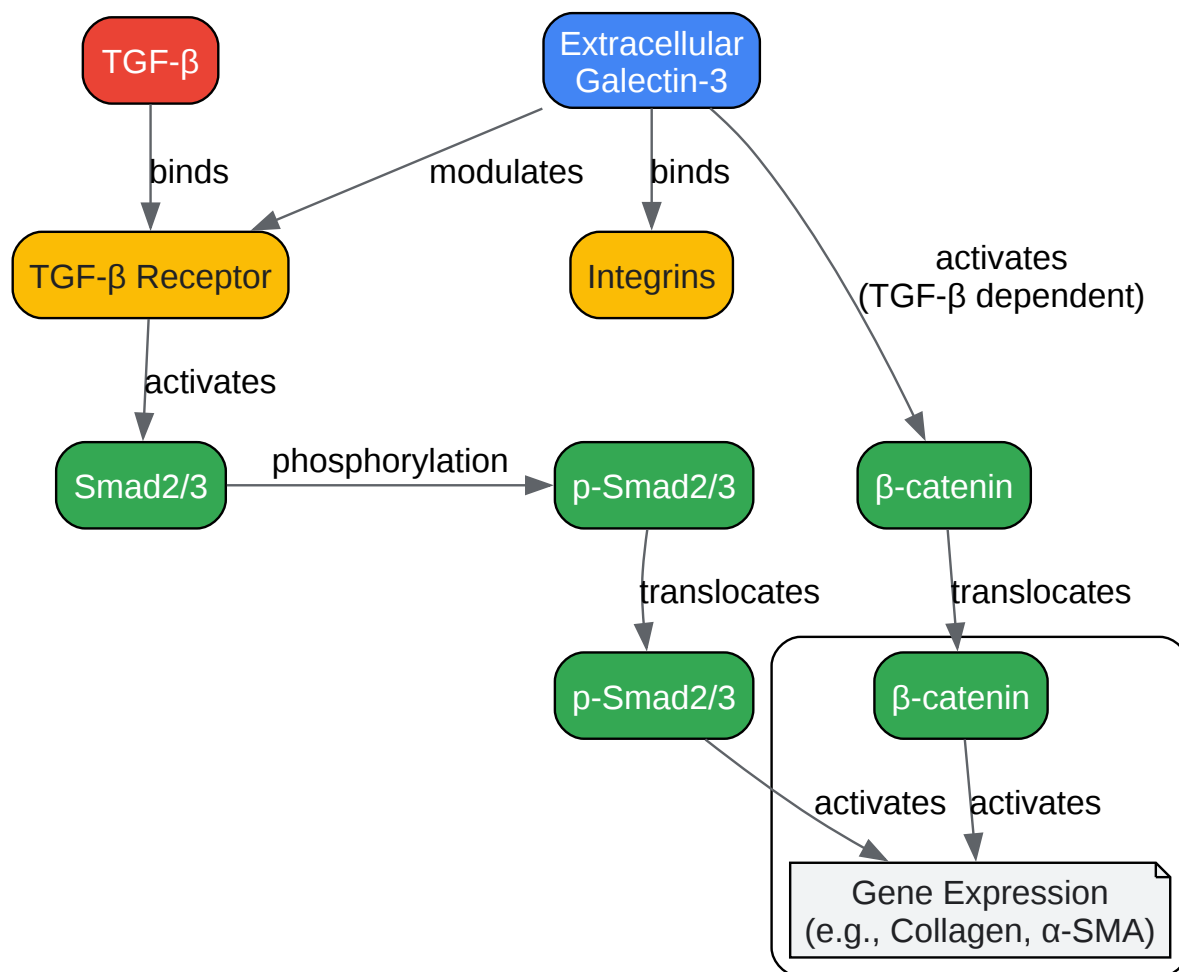 TGF-β
Extracellular
Galectin-3
binds
modulates
binds
activates
(TGF-β dependent)
TGF-β Receptor
Integrins
activates
Smad2/3
phosphorylation
p-Smad2/3
β-catenin
translocates
translocates
p-Smad2/3
β-catenin
activates
activates
Gene Expression
(e.g., Collagen, α-SMA)